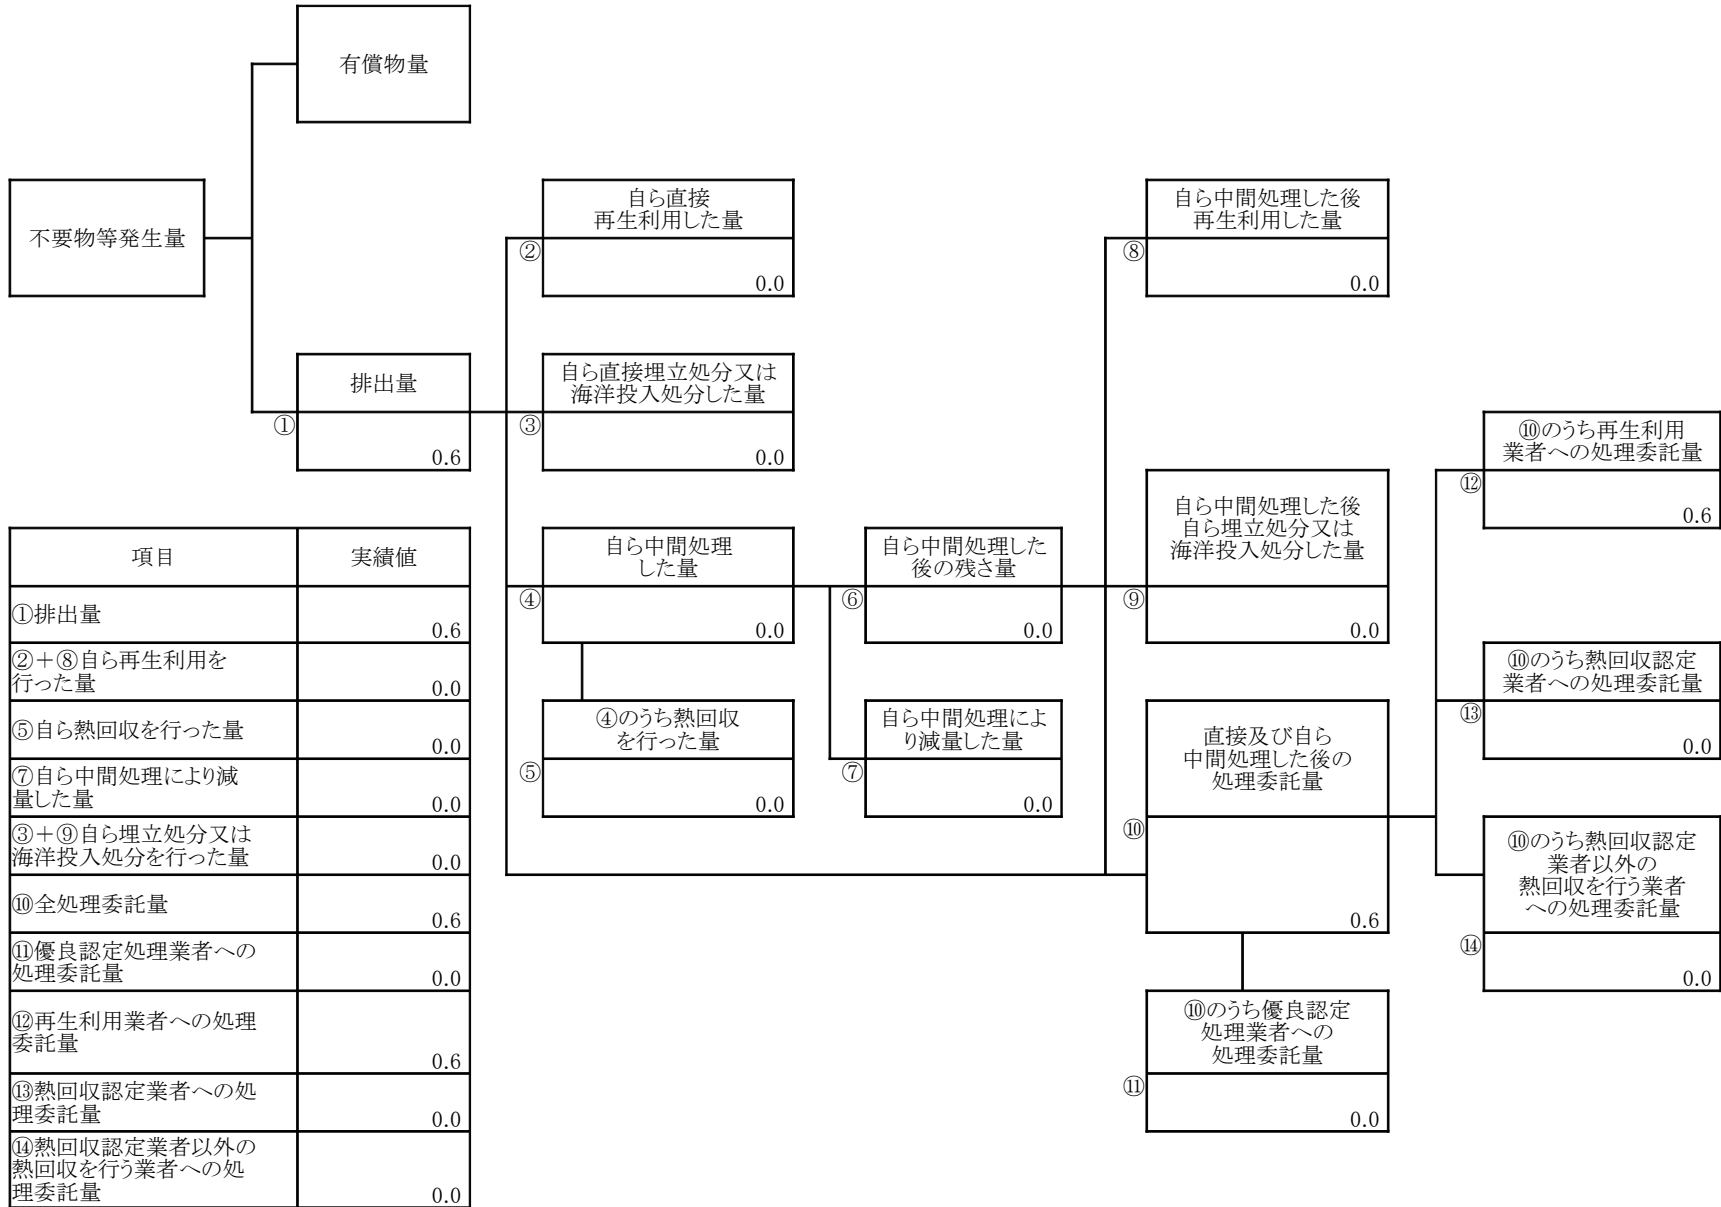 有償物量
不要物等発生量
自ら直接
再生利用した量
②
0.0
自ら中間処理した後
再生利用した量
⑧
0.0
排出量
①
0.6
自ら直接埋立処分又は
海洋投入処分した量
③
0.0
⑩のうち再生利用
業者への処理委託量
⑫
0.6
自ら中間処理した後
自ら埋立処分又は
海洋投入処分した量
⑨
0.0
自ら中間処理
した量
④
0.0
自ら中間処理した
後の残さ量
⑥
0.0
⑩のうち熱回収認定
業者への処理委託量
⑬
0.0
④のうち熱回収
を行った量
⑤
0.0
自ら中間処理によ
り減量した量
⑦
0.0
直接及び自ら
中間処理した後の
処理委託量
⑩
0.6
⑩のうち熱回収認定
業者以外の
熱回収を行う業者
への処理委託量
⑭
0.0
⑩のうち優良認定
処理業者への
処理委託量
⑪
0.0
項目 実績値
①排出量
0.6
②＋⑧自ら再生利用を
行った量 0.0
⑤自ら熱回収を行った量
0.0
⑦自ら中間処理により減
量した量 0.0
③＋⑨自ら埋立処分又は
海洋投入処分を行った量 0.0
⑩全処理委託量
0.6
⑪優良認定処理業者への
処理委託量 0.0
⑫再生利用業者への処理
委託量
0.6
⑬熱回収認定業者への処
理委託量 0.0
⑭熱回収認定業者以外の
熱回収を行う業者への処
理委託量 0.0